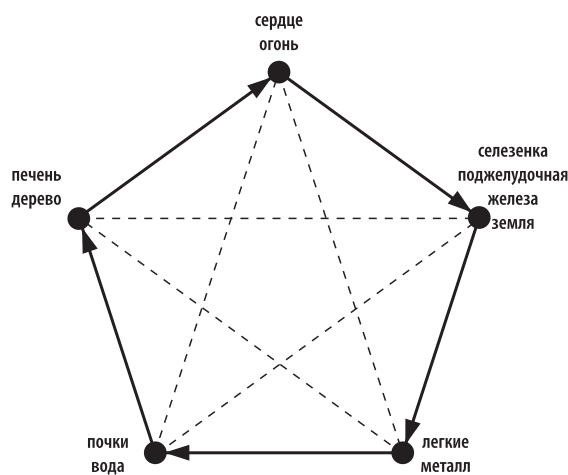 сердце
огонь
печень
дерево
селезенка
поджелудочная
железа
земля
почки
вода
легкие
металл